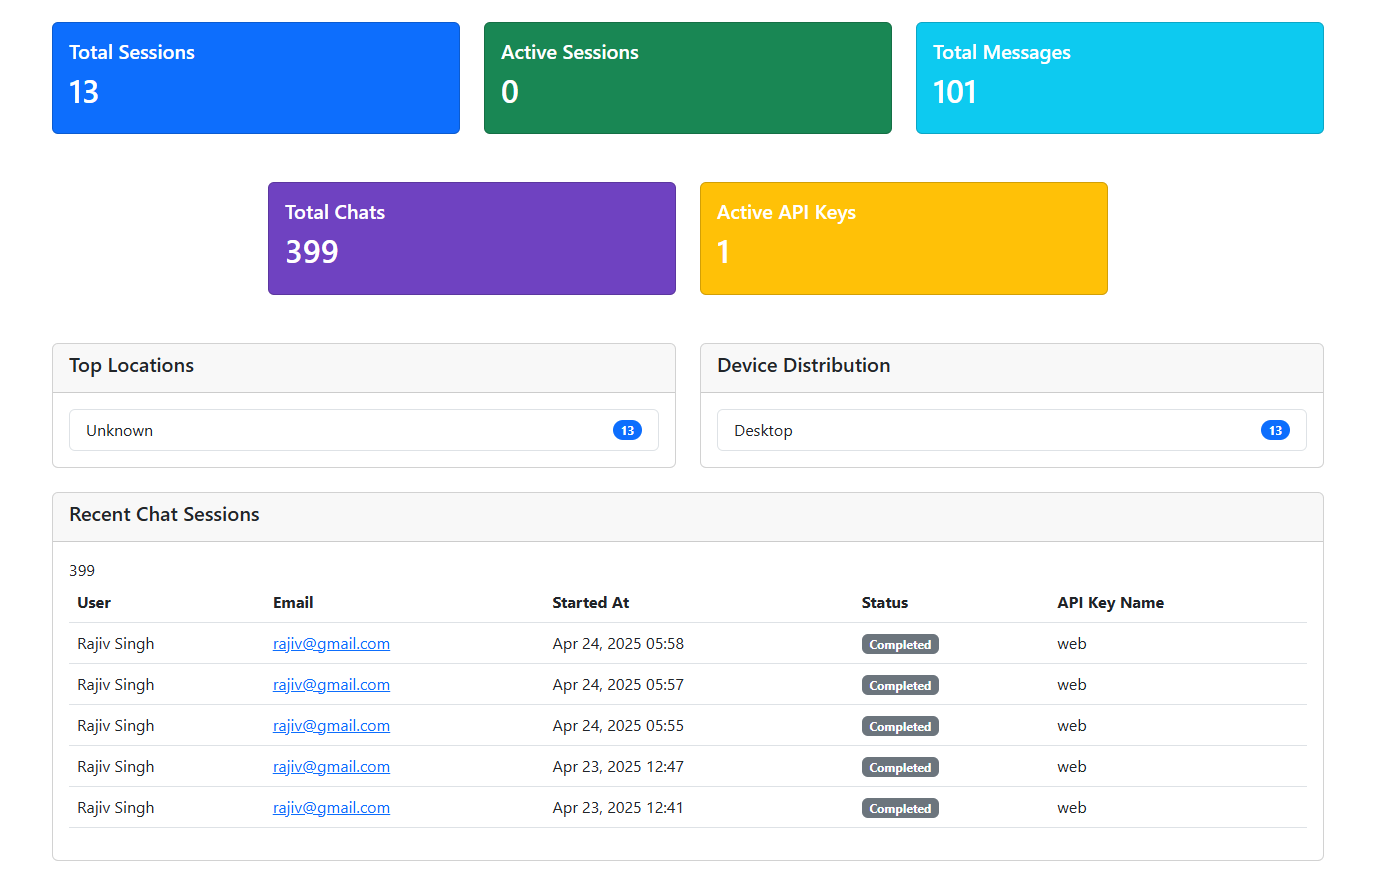 Total Sessions
13
Active Sessions
0
Total Messages
101
Total Chats
399
Active API Keys
1
Top Locations
Unknown 13
Device Distribution
Desktop 13
Recent Chat Sessions
399
User Email Started At Status API Key Name
Rajiv Singh rajiv@gmail.com Apr 24, 2025 05:58 Completed web
Rajiv Singh rajiv@gmail.com Apr 24, 2025 05:57 Completed web
Rajiv Singh rajiv@gmail.com Apr 24, 2025 05:55 Completed web
Rajiv Singh rajiv@gmail.com Apr 23, 2025 12:47 Completed web
Rajiv Singh rajiv@gmail.com Apr 23, 2025 12:41 Completed web